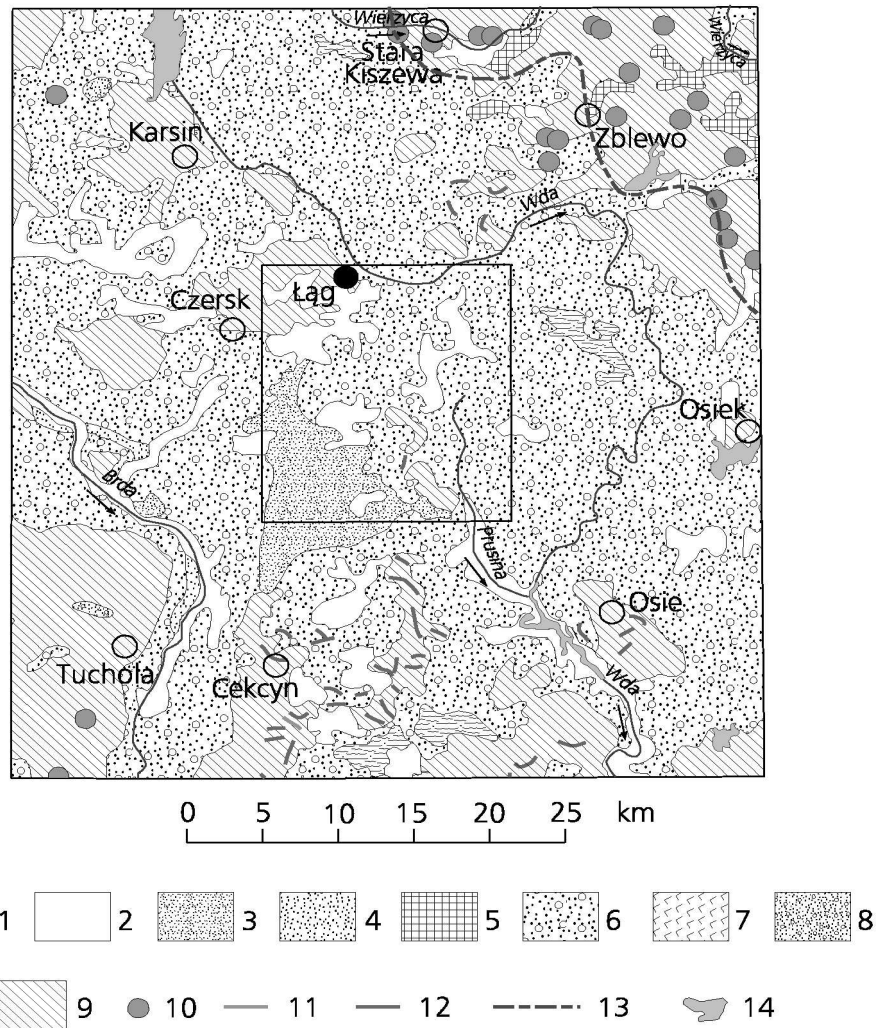 Wierzyca
Stara
Kiszewa
Wierzyca
Karsin
Zblewo
Wda
Łąg
Czersk
Osiek
Brda
Prusina
Osie
Tuchola
Cekcyn
Wda
0 5 10 15 20 25 km
1 2 3 4 5 6 7 8
9 10 11 12 13 14